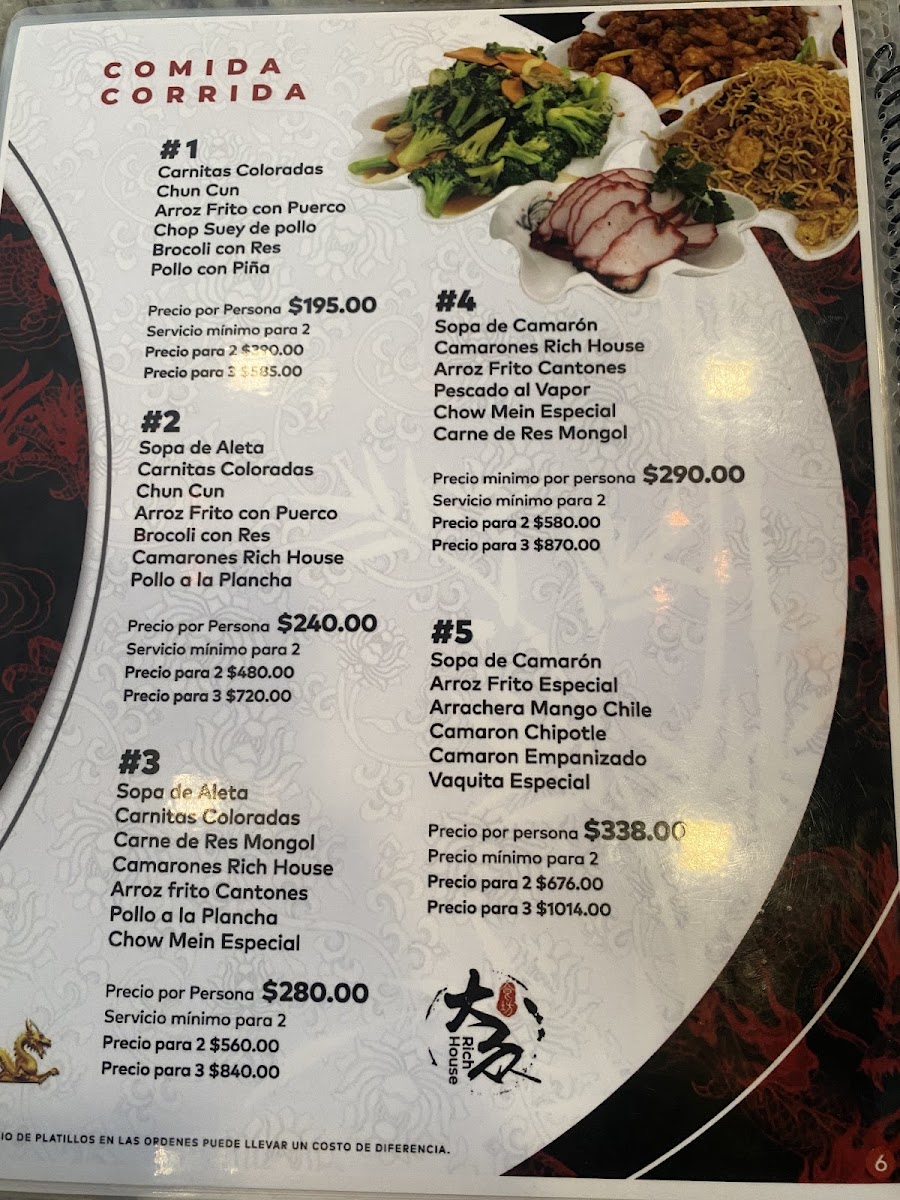 COMIDA
CORRIDA
#1
Carnitas Coloradas
Chun Cun
Arroz Frito con Puerco
Chop Suey de pollo
Brocoli con Res
Pollo con Piña
Precio por Persona $195.00
Servicio mínimo para 2
Precio para 2 $390.00
Precio para 3 $585.00
#2
Sopa de Aleta
Carnitas Coloradas
Chun Cun
Arroz Frito con Puerco
Brocoli con Res
Camarones Rich House
Pollo a la Plancha
Precio por Persona $240.00
Servicio mínimo para 2
Precio para 2 $480.00
Precio para 3 $720.00
#3
Sopa de Aleta
Carnitas Coloradas
Carne de Res Mongol
Camarones Rich House
Arroz frito Cantones
Pollo a la Plancha
Chow Mein Especial
Precio por Persona $280.00
Servicio mínimo para 2
Precio para 2 $560.00
Precio para 3 $840.00
#4
Sopa de Camarón
Camarones Rich House
Arroz Frito Cantones
Pescado al Vapor
Chow Mein Especial
Carne de Res Mongol
Precio minimo por persona $290.00
Servicio mínimo para 2
Precio para 2 $580.00
Precio para 3 $870.00
#5
Sopa de Camarón
Arroz Frito Especial
Arrachera Mango Chile
Camaron Chipotle
Camaron Empanizado
Vaquita Especial
Precio por persona $338.00
Precio mínimo para 2
Precio para 2 $676.00
Precio para 3 $1014.00
大
Rich
House
IO DE PLATILLOS EN LAS ORDENES PUEDE LLEVAR UN COSTO DE DIFERENCIA.
6